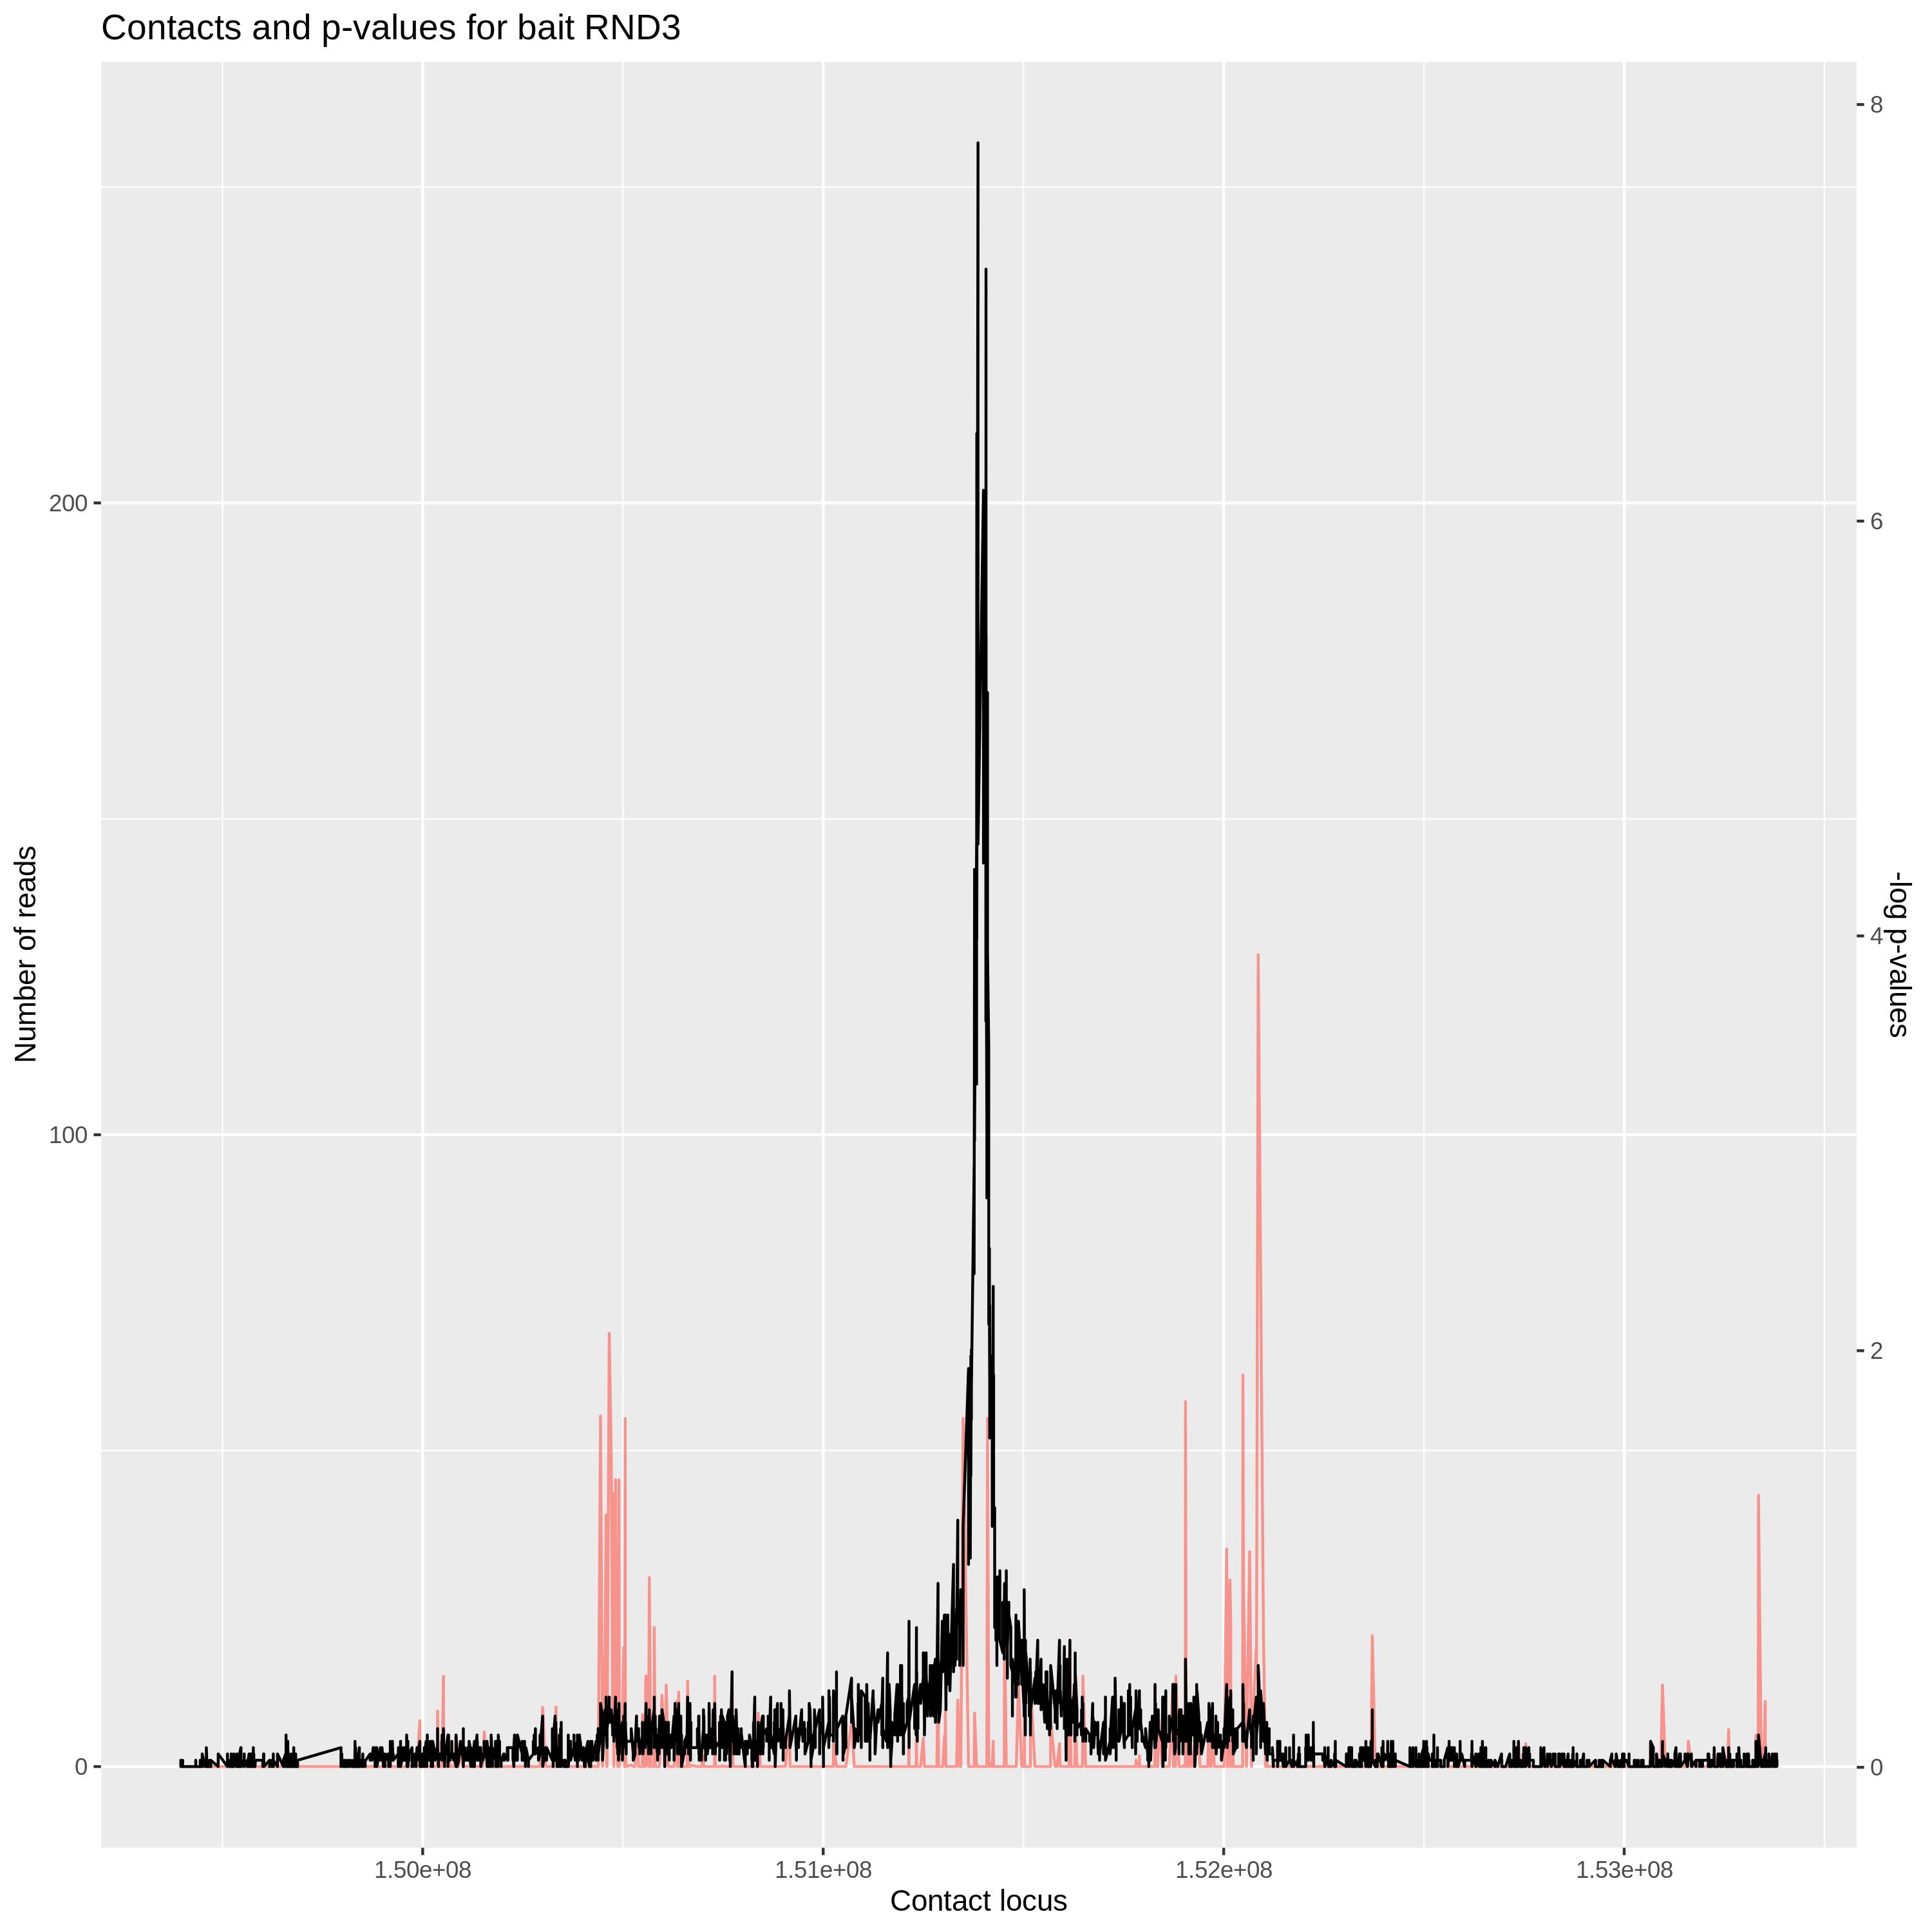 Contacts and p-values for bait RND3
8
200
6
Number of reads
4
-log p-values
100
2
0
0
1.50e+08
1.51e+08
1.52e+08
1.53e+08
Contact locus